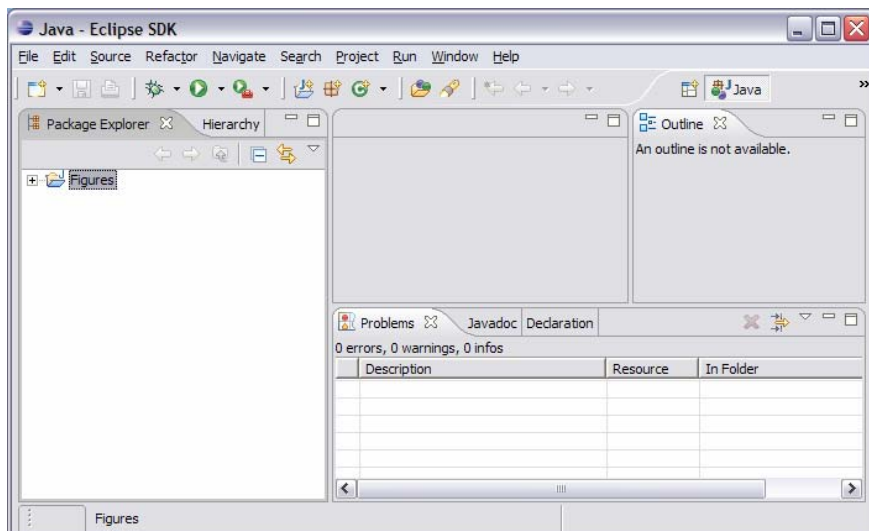 Java - Eclipse SDK
File Edit Source Refactor Navigate Search Project Run Window Help
Java
»
Package Explorer Hierarchy
Outline
An outline is not available.
Figures
Problems Javadoc Declaration
0 errors, 0 warnings, 0 infos
Description Resource In Folder
Figures